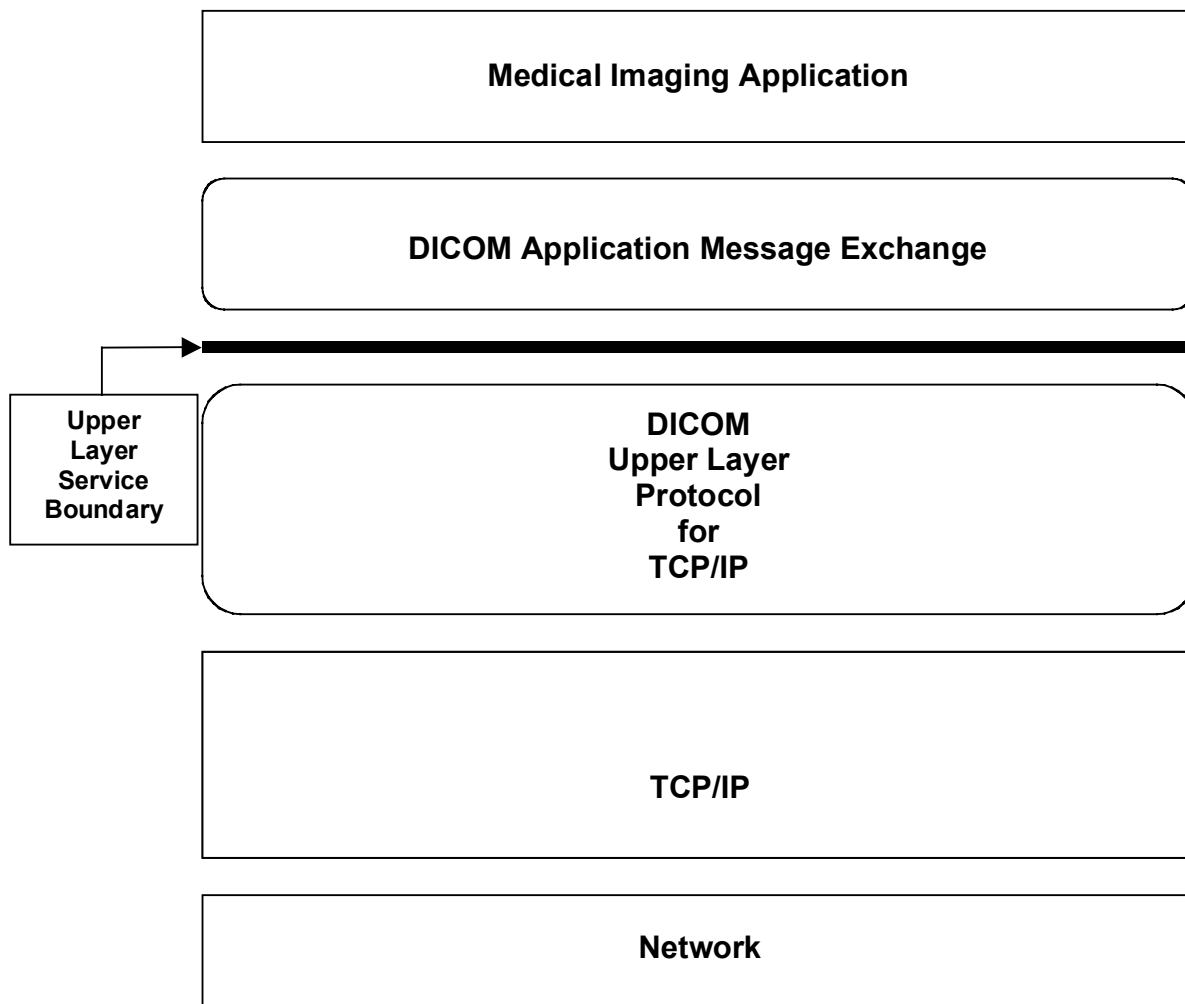 Medical Imaging Application
DICOM Application Message Exchange
Upper
Layer
Service
Boundary
DICOM
Upper Layer
Protocol
for
TCP/IP
TCP/IP
Network